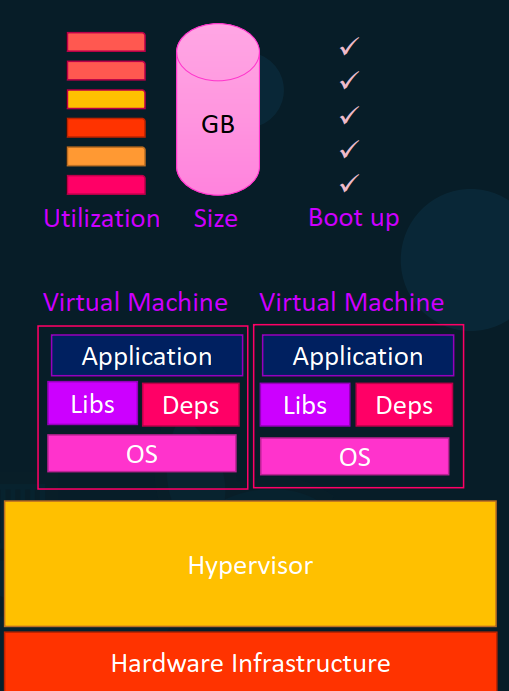 GB
Utilization Size Boot up
Virtual Machine Virtual Machine
Application Application
Libs Deps Libs Deps
OS OS
Hypervisor
Hardware Infrastructure